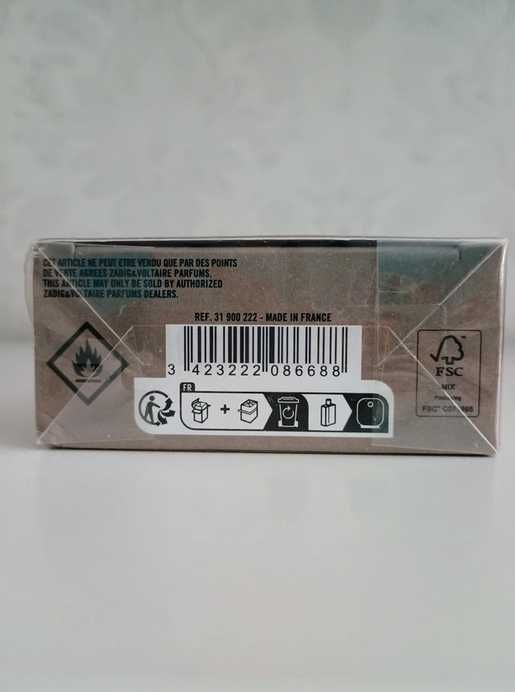 CET ARTICLE NE PEUT ETRE VENDU QUE PAR DES POINTS
DE VENTE AGREES ZADIG&VOLTAIRE PARFUMS.
THIS ARTICLE MAY ONLY BE SOLD BY AUTHORIZED
ZADIG&VOLTAIRE PARFUMS DEALERS.
REF. 31 900 222 - MADE IN FRANCE
3 423222 086688
FR
+
FSC
MIX
Packaging
FSC®